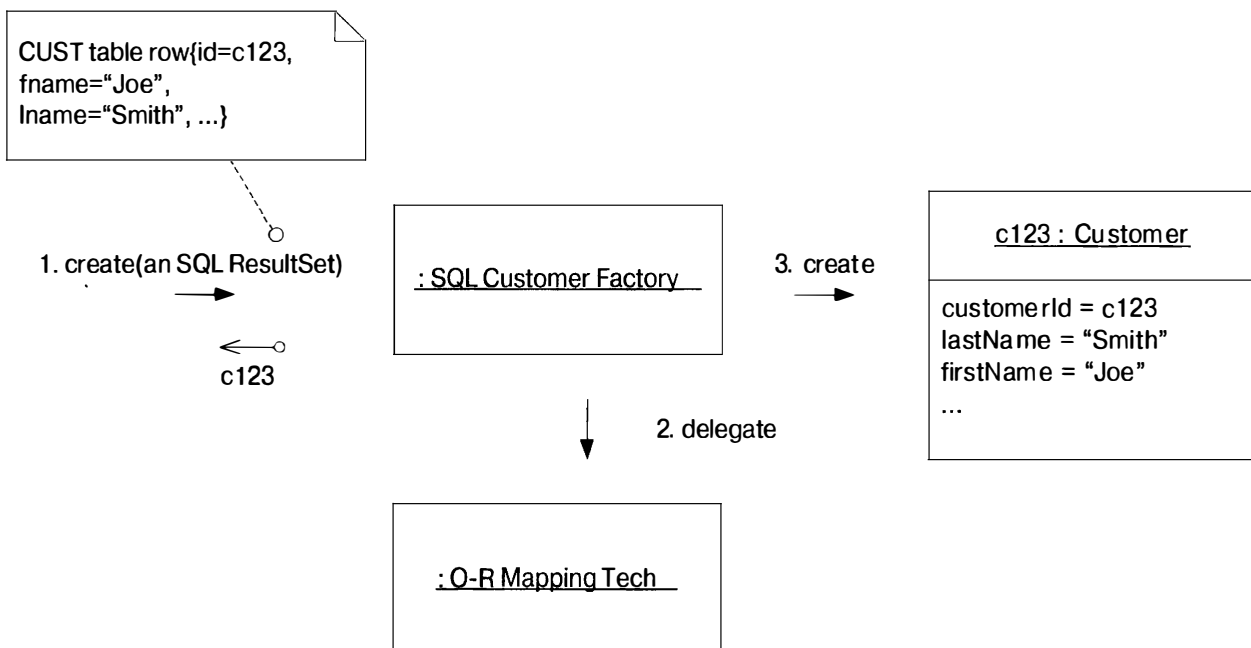 CUST table row{id=c123,
fname=“Joe”,
lname=“Smith”, ...}
1. create(an SQL ResultSet)
c123
: SQL Customer Factory
3. create
c123 : Customer
customerId = c123
lastName = “Smith”
firstName = “Joe”
...
2. delegate
: O-R Mapping Tech